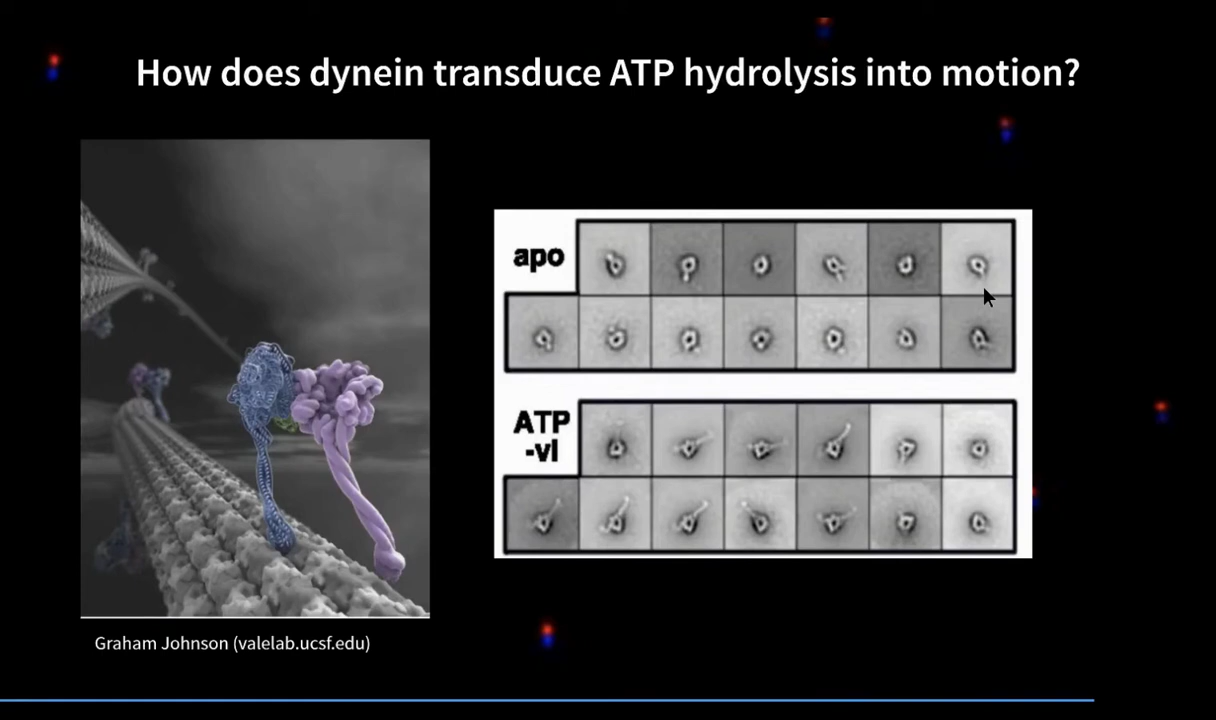 How does dynein transduce ATP hydrolysis into motion?
apo
ATP
-vi
Graham Johnson (valelab.ucsf.edu)